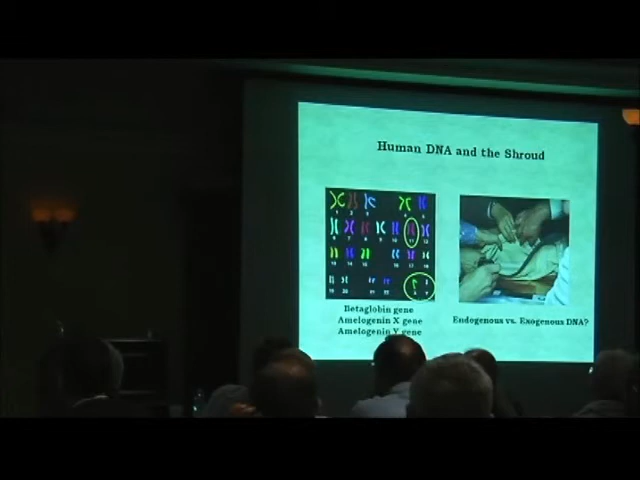 Human DNA and the Shroud
Betaglobin gene
Amelogenin X gene
Amelogenin Y gene
Endogenous vs. Exogenous DNA?